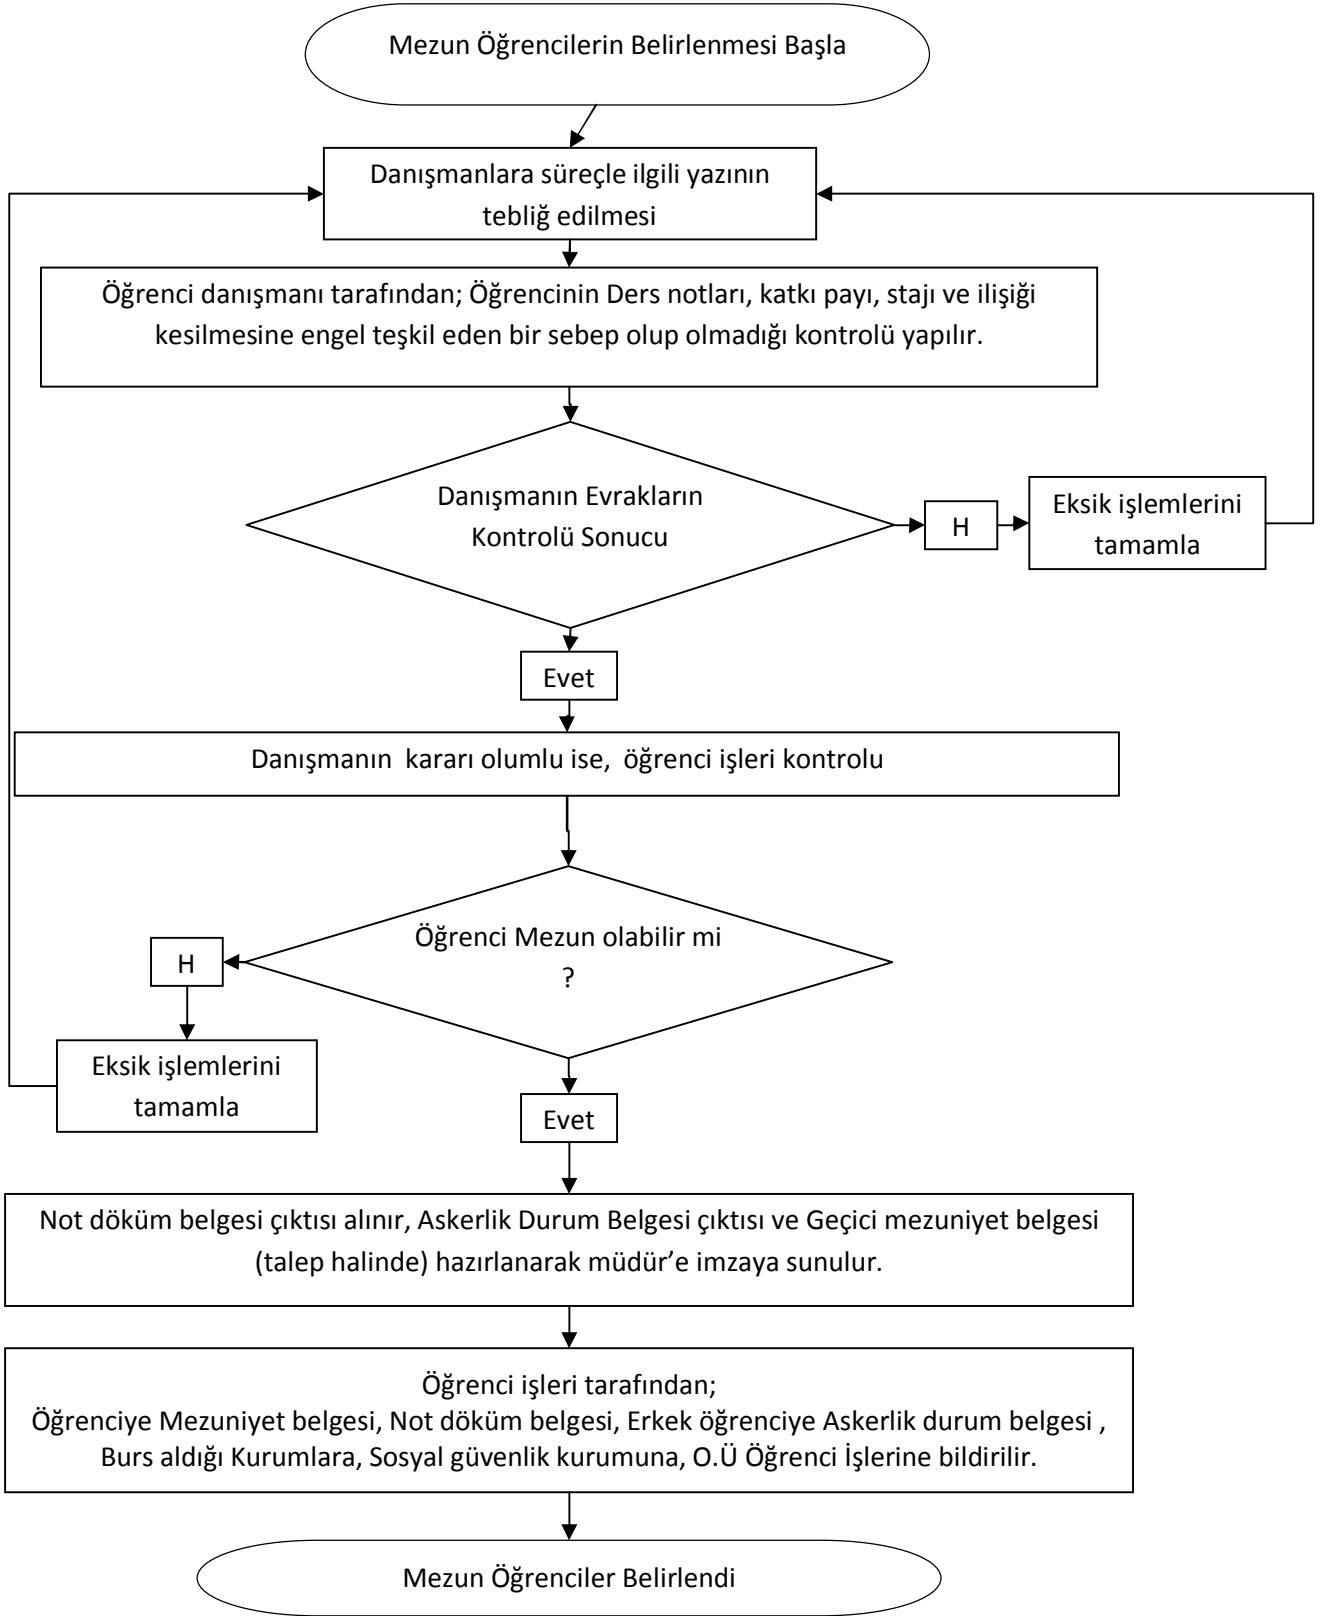 Mezun Öğrencilerin Belirlenmesi Başla
Danışmanlara süreçle ilgili yazının
tebliğ edilmesi
Öğrenci danışmanı tarafından; Öğrencinin Ders notları, katkı payı, stajı ve ilişiği
kesilmesine engel teşkil eden bir sebep olup olmadığı kontrolü yapılır.
Danışmanın Evrakların
Kontrolü Sonucu
H
Eksik işlemlerini
tamamla
Evet
Danışmanın  kararı olumlu ise,  öğrenci işleri kontrolu
Öğrenci Mezun olabilir mi
?
H
Eksik işlemlerini
tamamla
Evet
Not döküm belgesi çıktısı alınır, Askerlik Durum Belgesi çıktısı ve Geçici mezuniyet belgesi
(talep halinde) hazırlanarak müdür’e imzaya sunulur.
Öğrenci işleri tarafından;
Öğrenciye Mezuniyet belgesi, Not döküm belgesi, Erkek öğrenciye Askerlik durum belgesi ,
Burs aldığı Kurumlara, Sosyal güvenlik kurumuna, O.Ü Öğrenci İşlerine bildirilir.
Mezun Öğrenciler Belirlendi